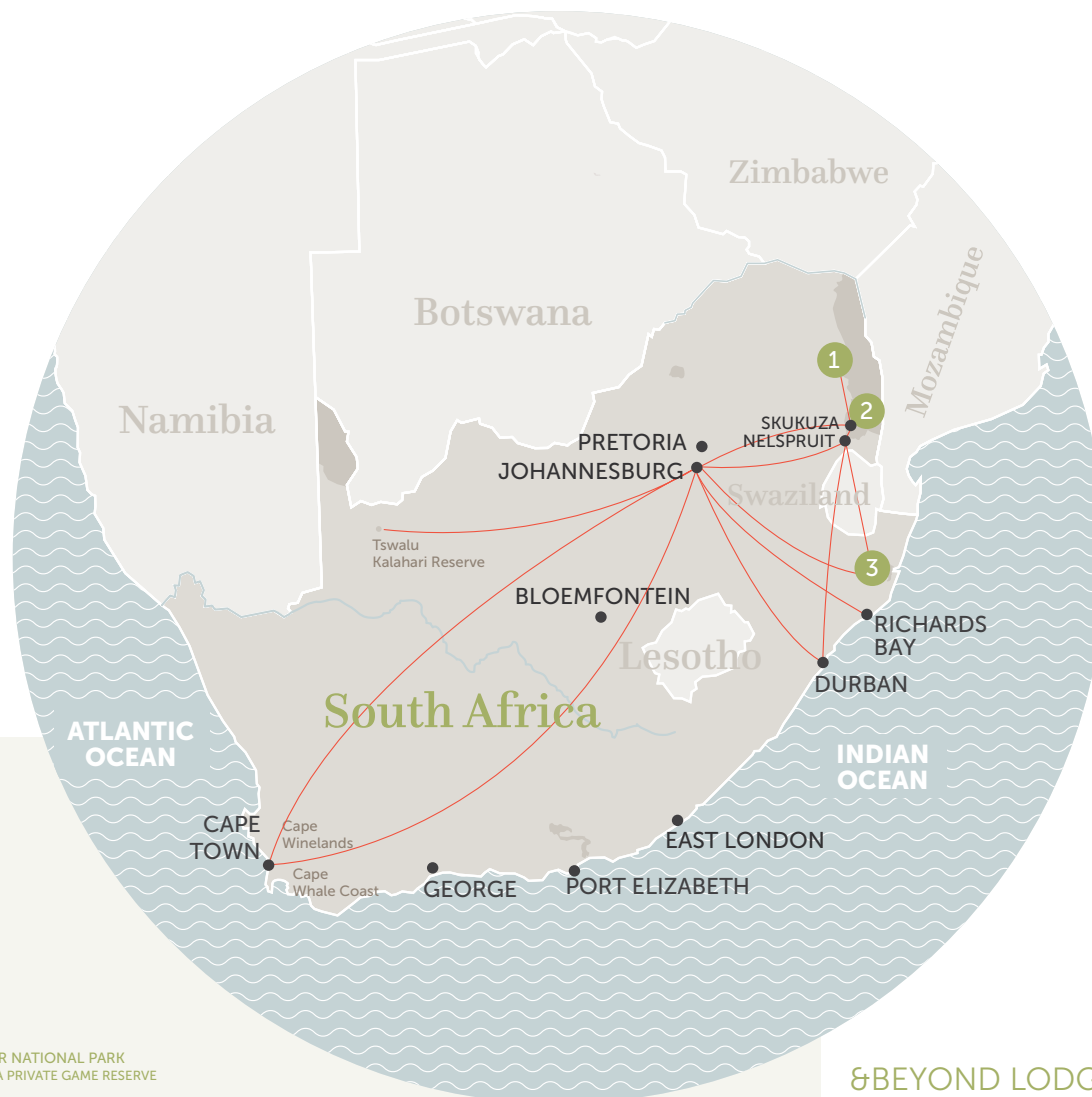 Zimbabwe
Botswana
Mozambique
Namibia
1
2
SKUKUZA
NELSPRUIT
PRETORIA
JOHANNESBURG
Swaziland
Tswalu
Kalahari Reserve
3
BLOEMFONTEIN
RICHARDS
BAY
Lesotho
DURBAN
South Africa
ATLANTIC
OCEAN
INDIAN
OCEAN
CAPE
TOWN
Cape
Winelands
EAST LONDON
Cape
Whale Coast
GEORGE
PORT ELIZABETH
R NATIONAL PARK
A PRIVATE GAME RESERVE
&BEYOND LODG